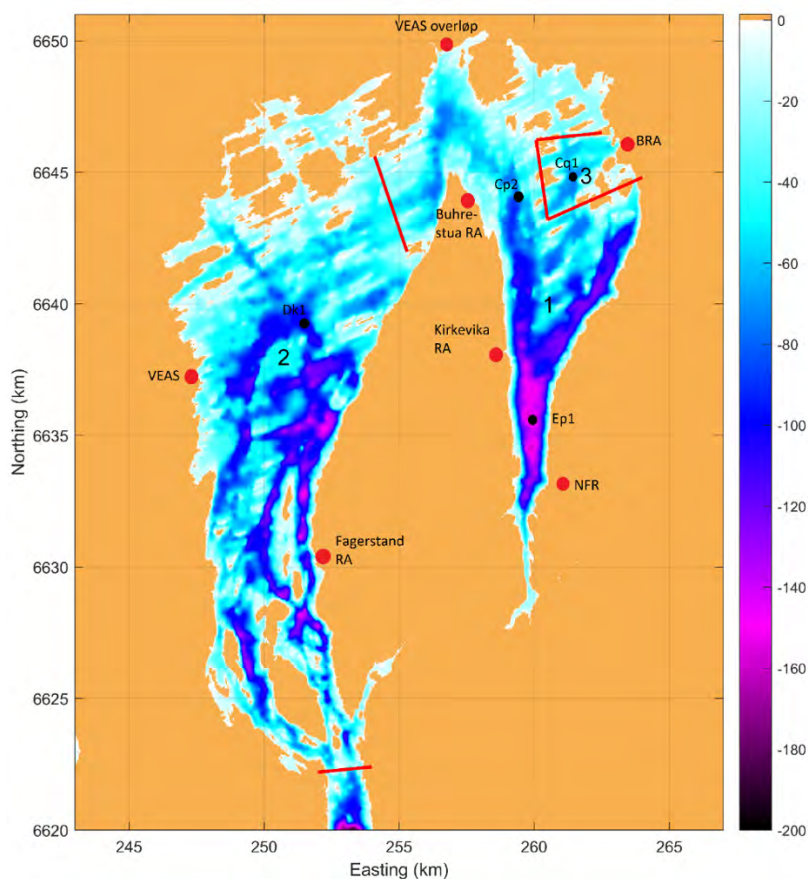 VEAS overløp
6650
0
-20
BRA
6645
Cq1
3
Cp2
-40
Buhre-
stua RA
-60
6640
Dk1
1
-80
Kirkevika
RA
2
VEAS
-100
Northing (km)
6635
Ep1
-120
NFR
Fagerstand
RA
6630
-140
-160
6625
-180
6620
-200
245
250
255
260
265
Easting (km)